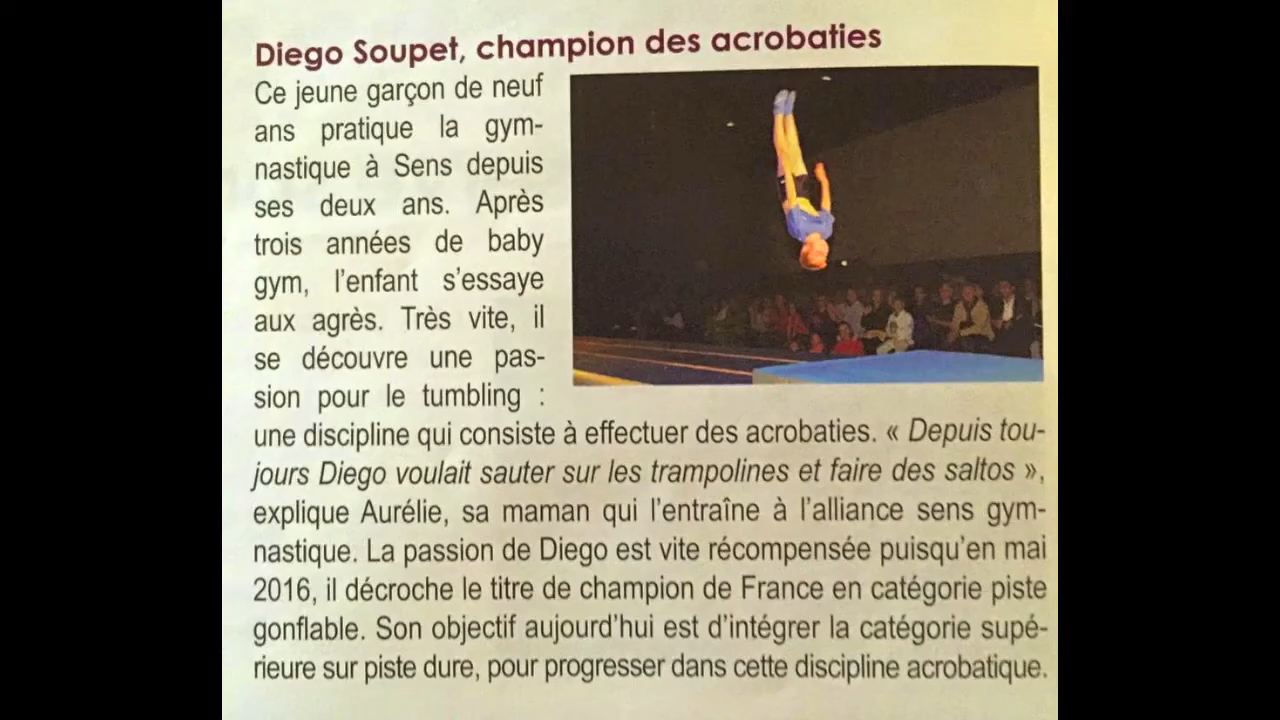 Diego Soupet, champion des acrobaties
Ce jeune garçon de neuf
ans pratique la gym-
nastique à Sens depuis
ses deux ans. Après
trois années de baby
gym, l'enfant s'essaye
aux agrès. Très vite, il
se découvre une pas-
sion pour le tumbling :
une discipline qui consiste à effectuer des acrobaties. « Depuis tou-
jours Diego voulait sauter sur les trampolines et faire des saltos »,
explique Aurélie, sa maman qui l'entraîne à l'alliance sens gym-
nastique. La passion de Diego est vite récompensée puisqu'en mai
2016, il décroche le titre de champion de France en catégorie piste
gonflable. Son objectif aujourd'hui est d'intégrer la catégorie supé-
rieure sur piste dure, pour progresser dans cette discipline acrobatique.